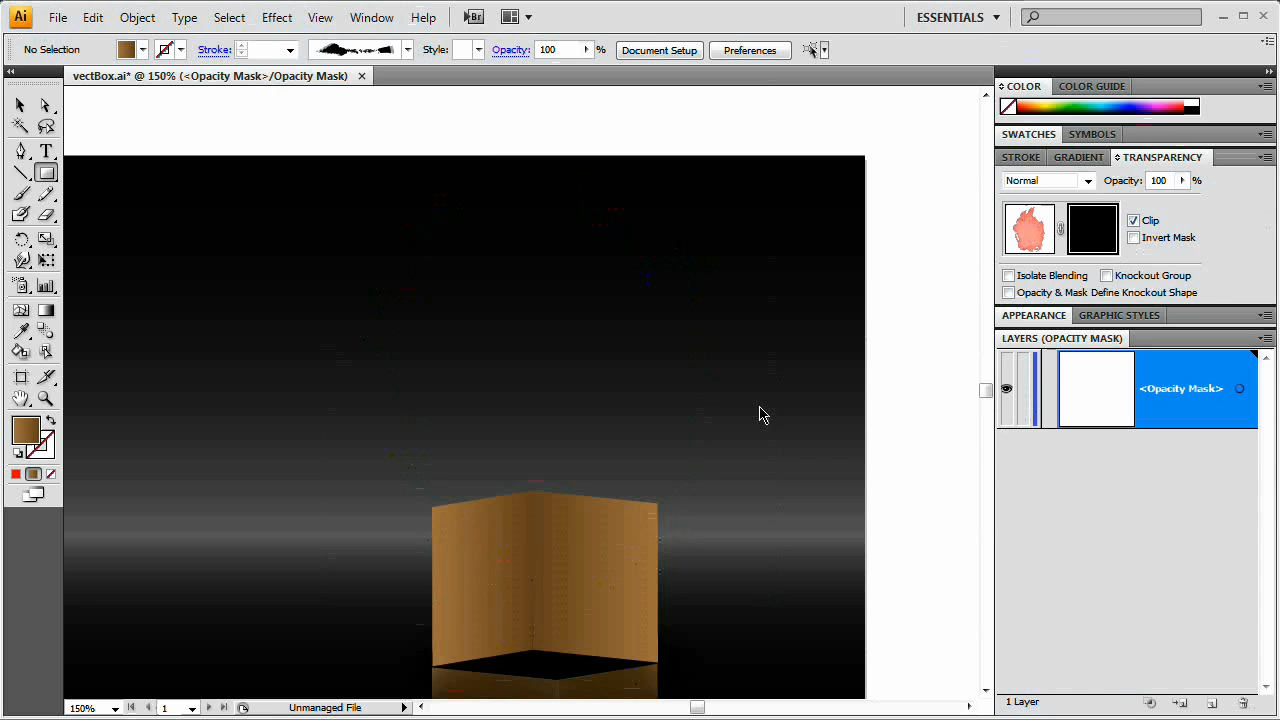 Ai File Edit Object Type Select Effect View Window Help Br ESSENTIALS
No Selection Stroke: Style: Opacity: 100 % Document Setup Preferences
vectBox.ai* @ 150% (<Opacity Mask>/Opacity Mask)
COLOR COLOR GUIDE
SWATCHES SYMBOLS
STROKE GRADIENT TRANSPARENCY
Normal Opacity: 100 %
Clip
Invert Mask
Isolate Blending Knockout Group
Opacity & Mask Define Knockout Shape
APPEARANCE GRAPHIC STYLES
LAYERS (OPACITY MASK)
<Opacity Mask>
1 Layer
150% 1 Unmanaged File